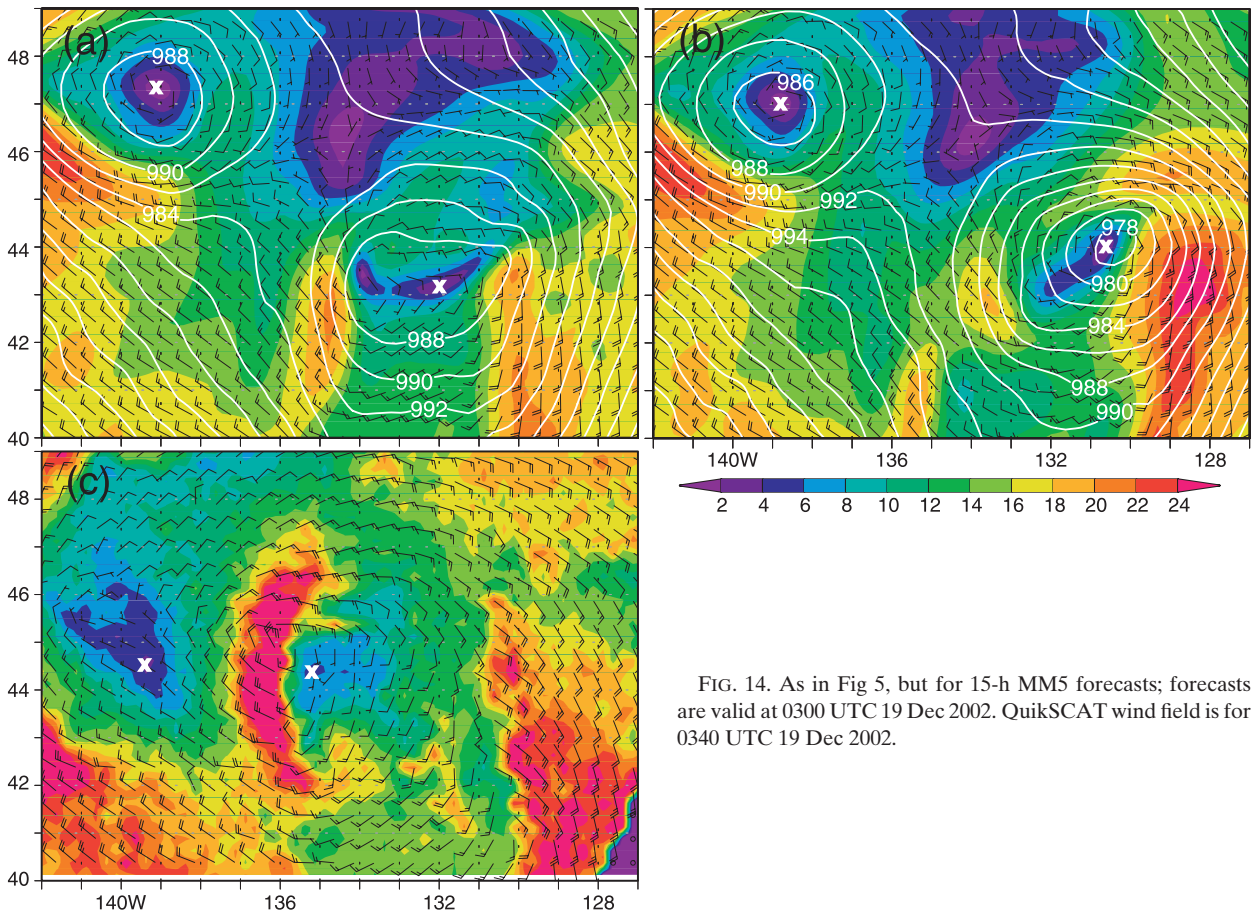 (a)
48
46
44
42
40
988
x
990
984
x
988
990
992
(b)
986
x
988
990
992
994
978
x
980
984
988
990
140W 136 132 128
2 4 6 8 10 12 14 16 18 20 22 24
(c)
48
46
44
42
40
x
x
140W 136 132 128
FIG. 14. As in Fig 5, but for 15-h MM5 forecasts; forecasts
are valid at 0300 UTC 19 Dec 2002. QuikSCAT wind field is for
0340 UTC 19 Dec 2002.